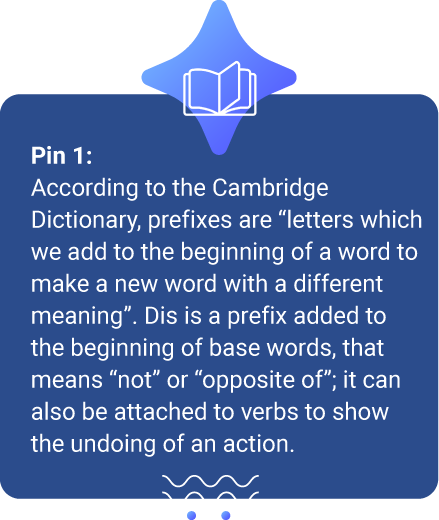 Pin 1:
According to the Cambridge
Dictionary, prefixes are “letters which
we add to the beginning of a word to
make a new word with a different
meaning”. Dis is a prefix added to
the beginning of base words, that
means “not” or “opposite of”; it can
also be attached to verbs to show
the undoing of an action.